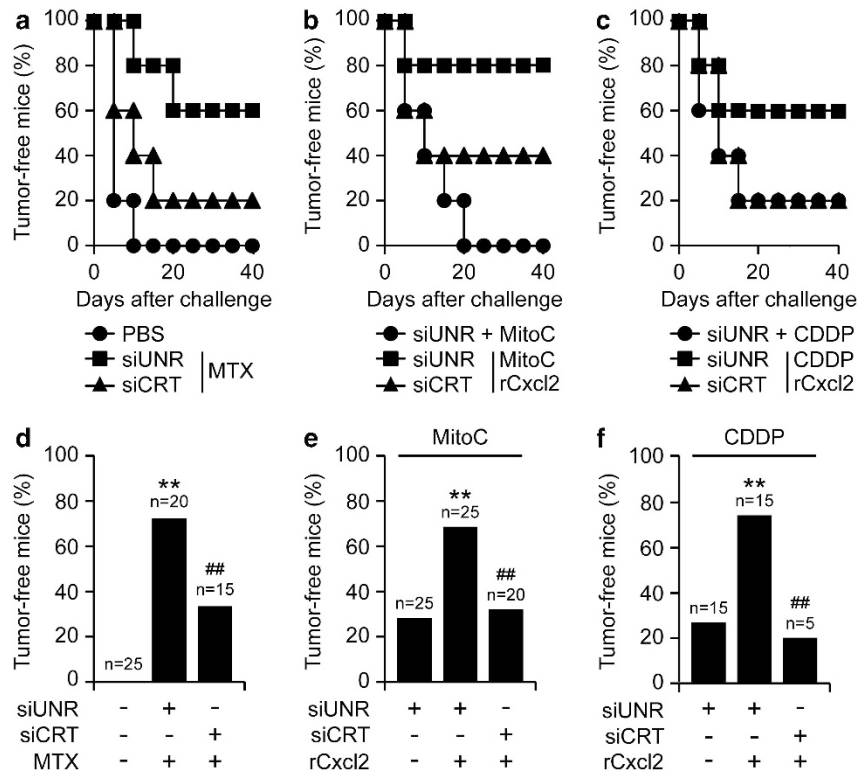 a
Tumor-free mice (%)
100
80
60
40
20
0
0 20 40
Days after challenge
PBS
siUNR
siCRT
MTX
b
Tumor-free mice (%)
100
80
60
40
20
0
0 20 40
Days after challenge
siUNR + MitoC
siUNR MitoC
siCRT rCxcl2
c
Tumor-free mice (%)
100
80
60
40
20
0
0 20 40
Days after challenge
siUNR + CDDP
siUNR CDDP
siCRT rCxcl2
d
Tumor-free mice (%)
100
80
60
40
20
0
n=25
**
n=20
##
n=15
siUNR - + -
siCRT - - +
MTX - + +
e
MitoC
Tumor-free mice (%)
100
80
60
40
20
0
n=25
**
n=25
##
n=20
siUNR + + -
siCRT - - +
rCxcl2 - + +
f
CDDP
Tumor-free mice (%)
100
80
60
40
20
0
n=15
**
n=15
##
n=5
siUNR + + -
siCRT - - +
rCxcl2 - + +